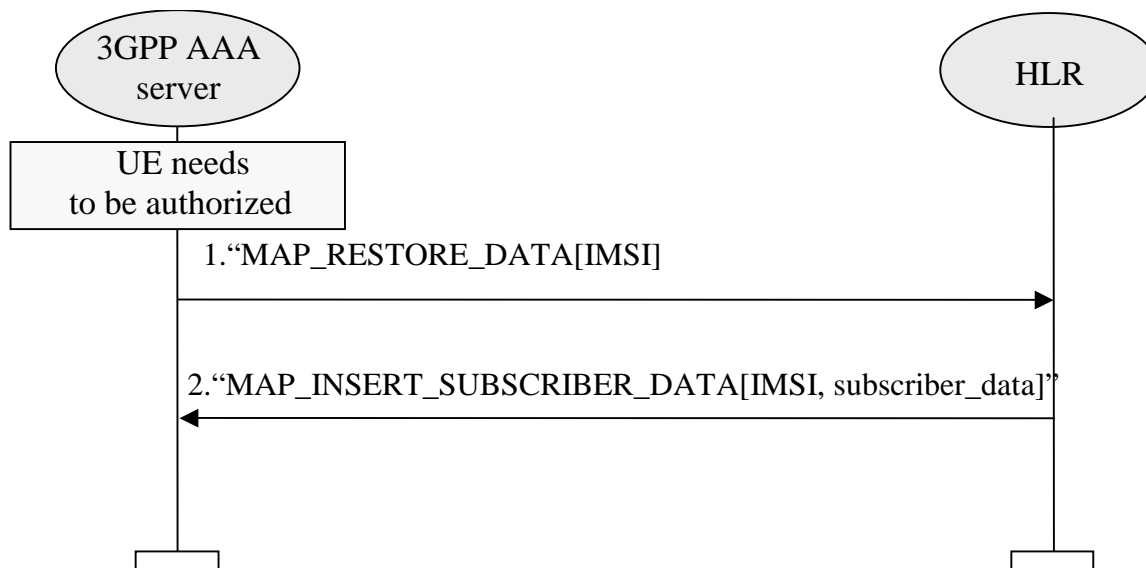 3GPP AAA
server
HLR
UE needs
to be authorized
1.“MAP_RESTORE_DATA[IMSI]
2.“MAP_INSERT_SUBSCRIBER_DATA[IMSI, subscriber_data]”